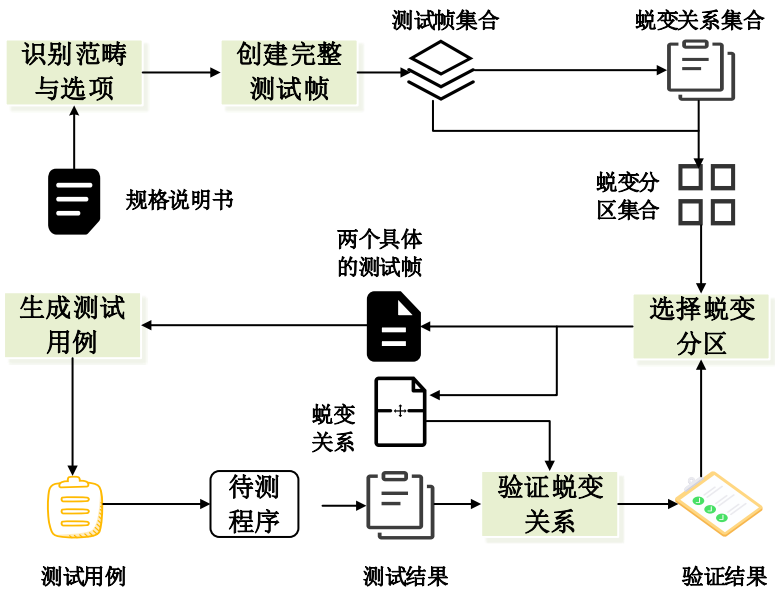 测试帧集合
蜕变关系集合
识别范畴
与选项
创建完整
测试帧
规格说明书
蜕变分
区集合
两个具体
的测试帧
生成测试
用例
选择蜕变
分区
蜕变
关系
待测
程序
验证蜕变
关系
测试用例
测试结果
验证结果